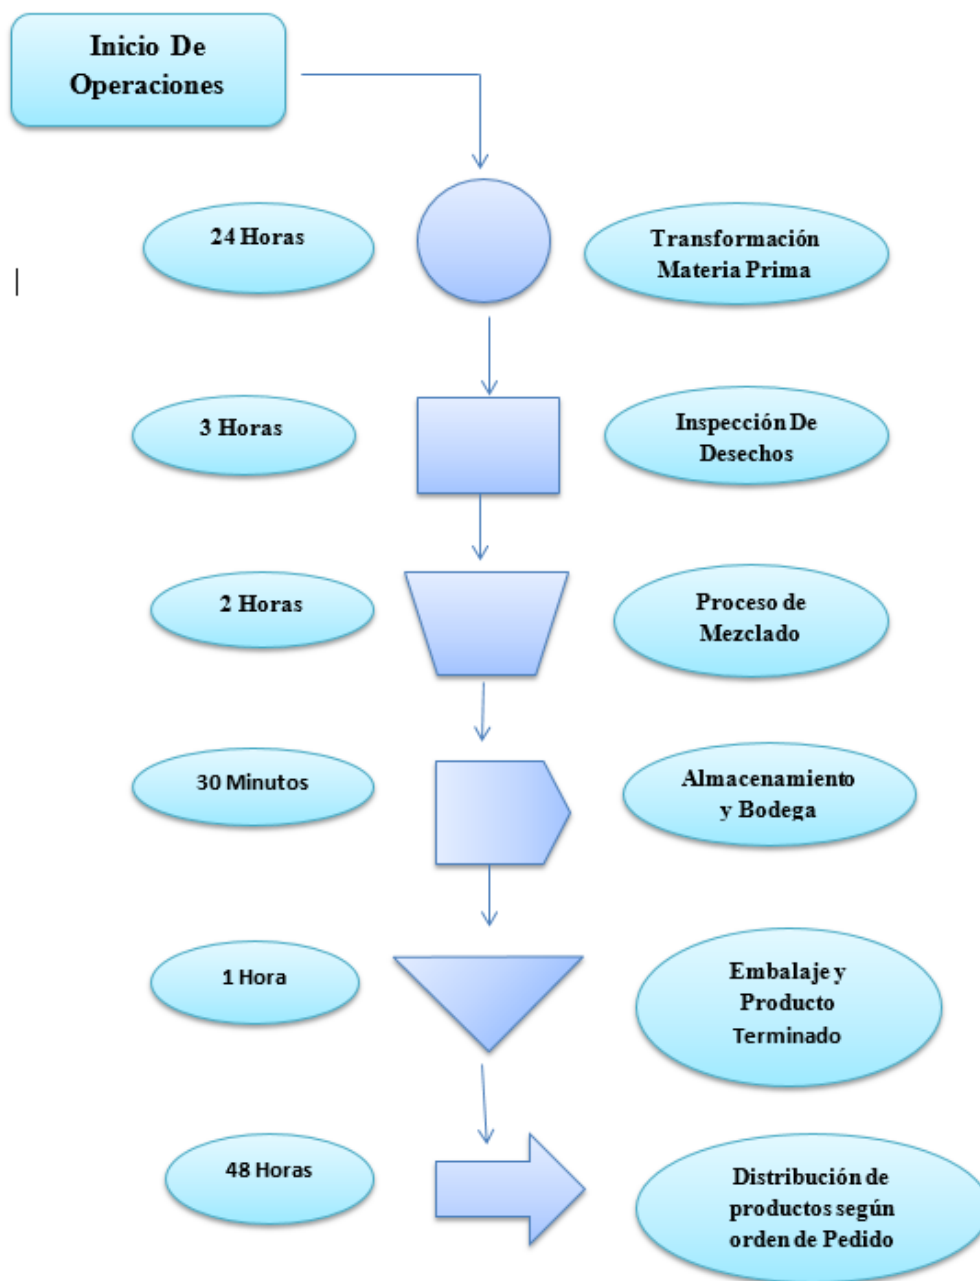 Inicio De
Operaciones
24 Horas
Transformación
Materia Prima
3 Horas
Inspección De
Desechos
2 Horas
Proceso de
Mezclado
30 Minutos
Almacenamiento
y Bodega
1 Hora
Embalaje y
Producto
Terminado
48 Horas
Distribución de
productos según
orden de Pedido